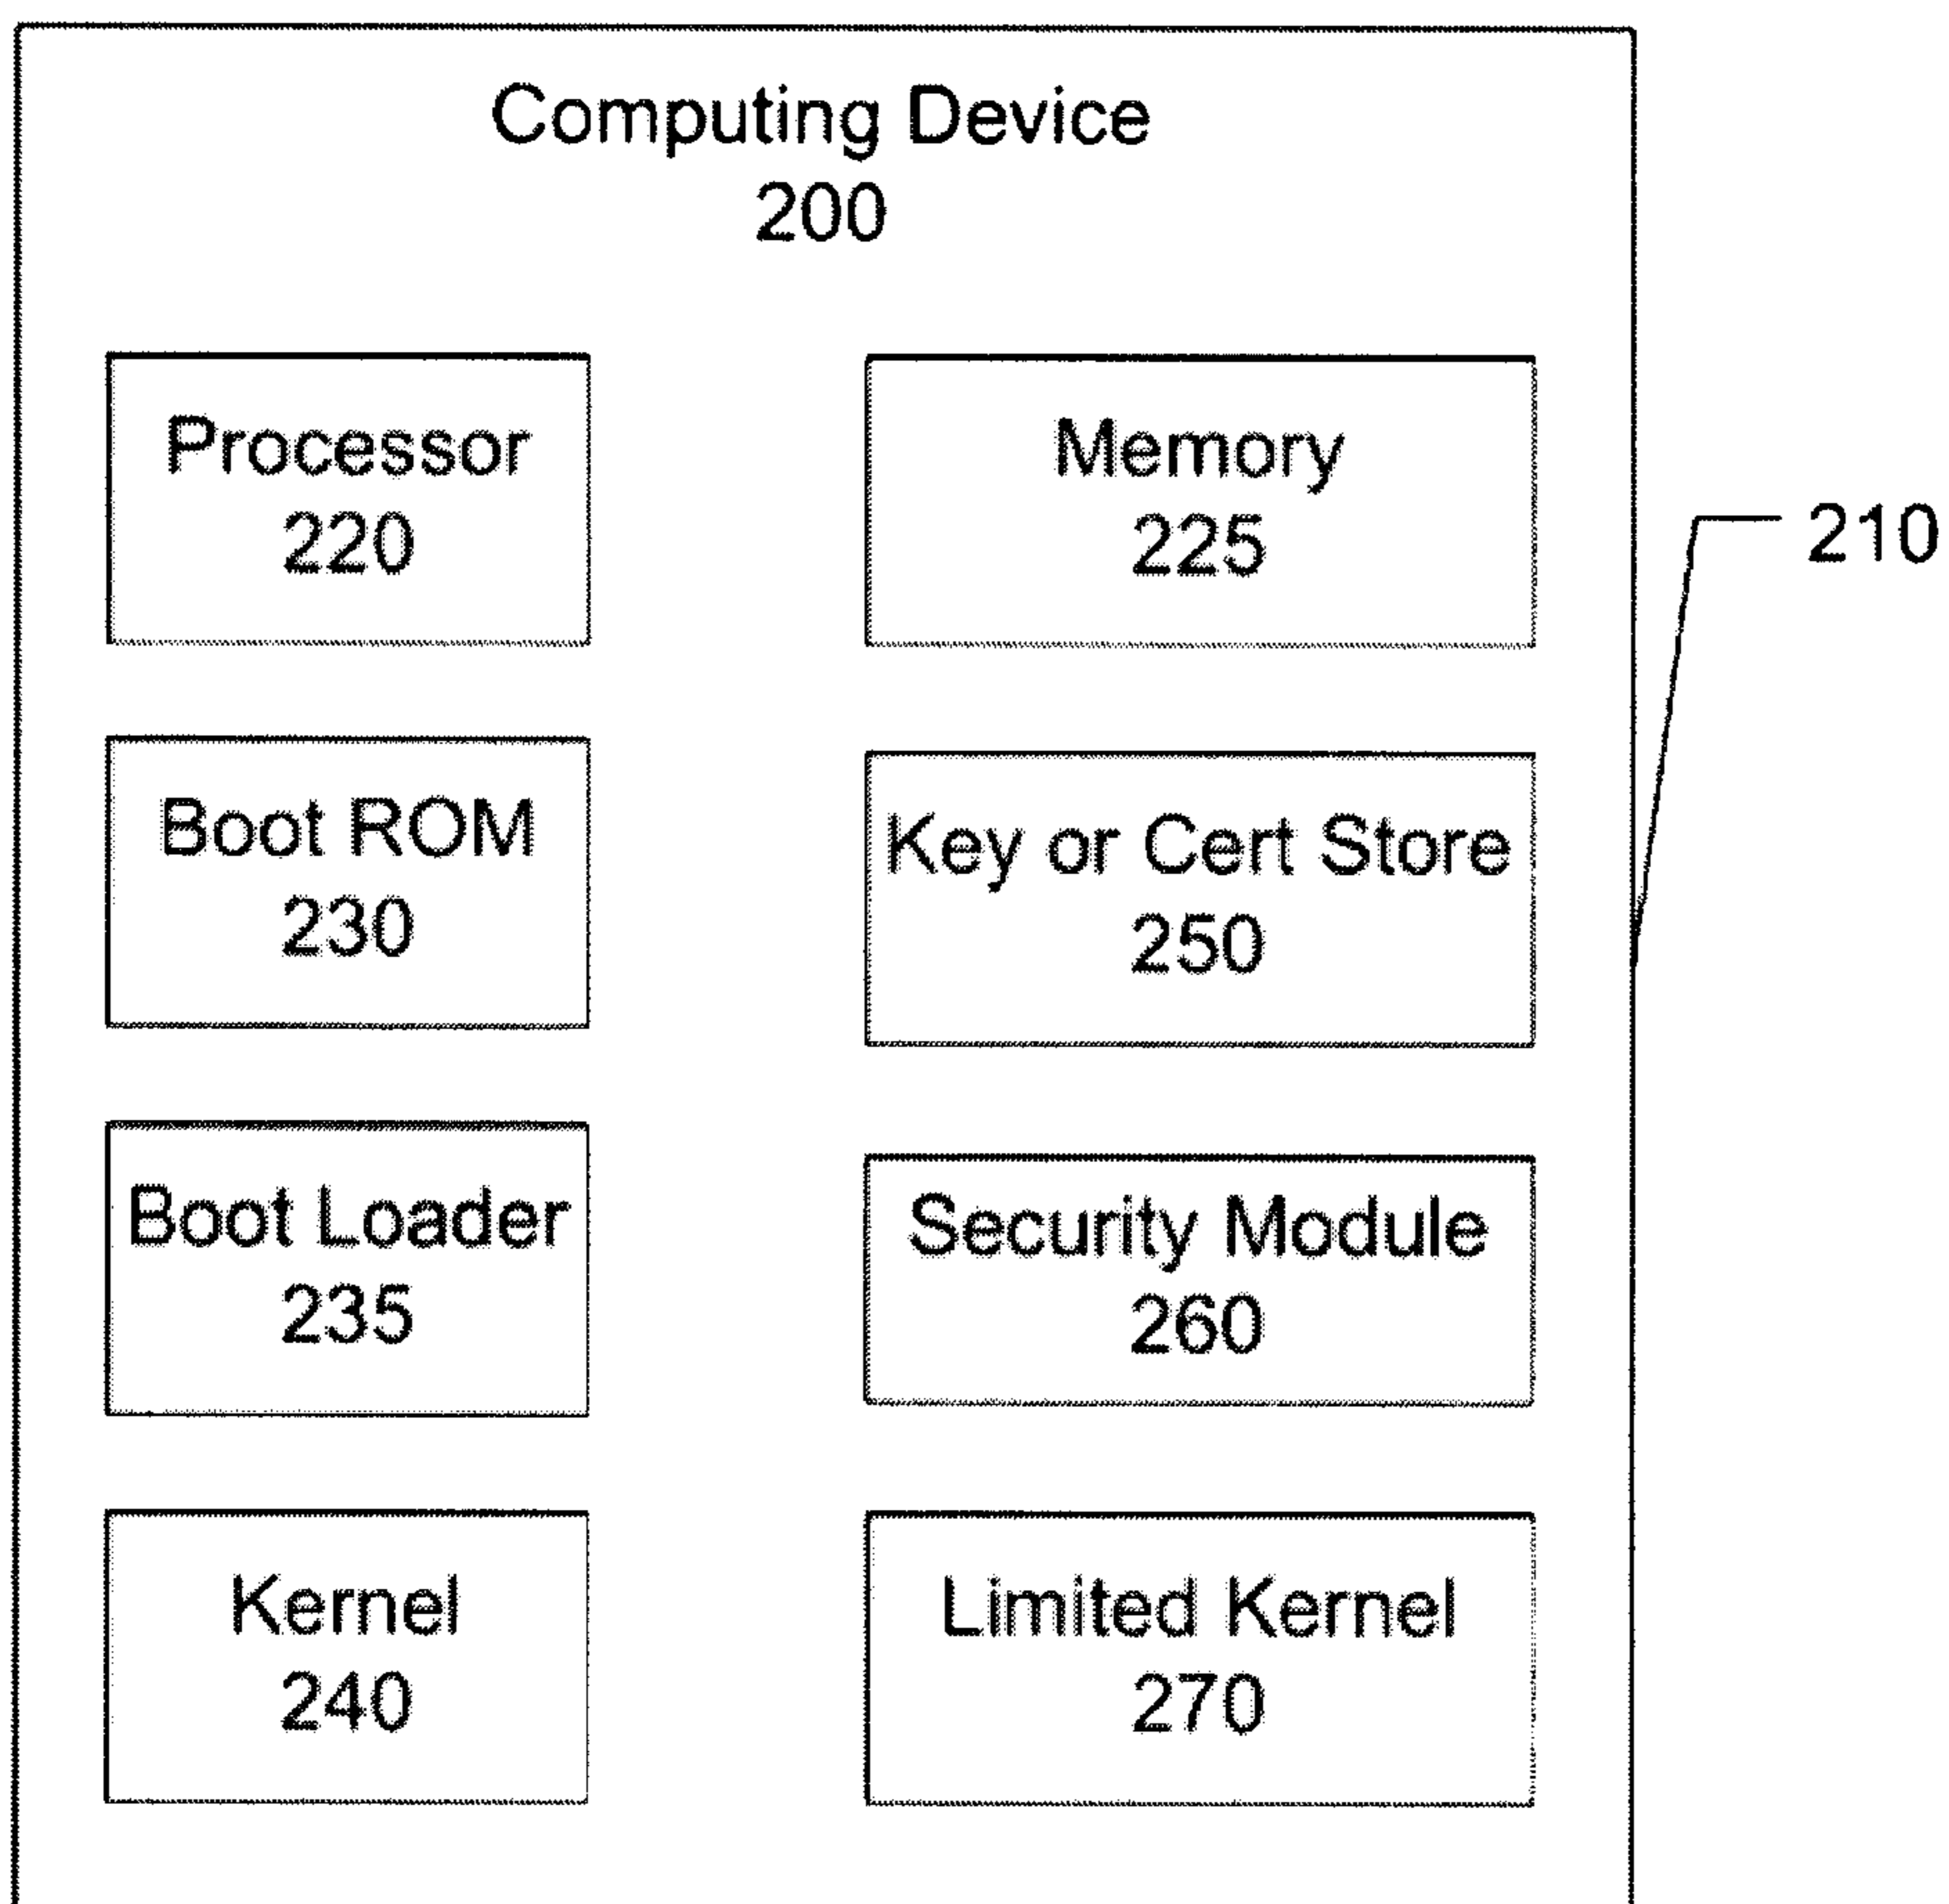 Computing Device
200
Processor
220
Memory
225
210
Boot ROM
230
Key or Cert Store
250
Boot Loader
235
Security Module
260
Kernel
240
Limited Kernel
270